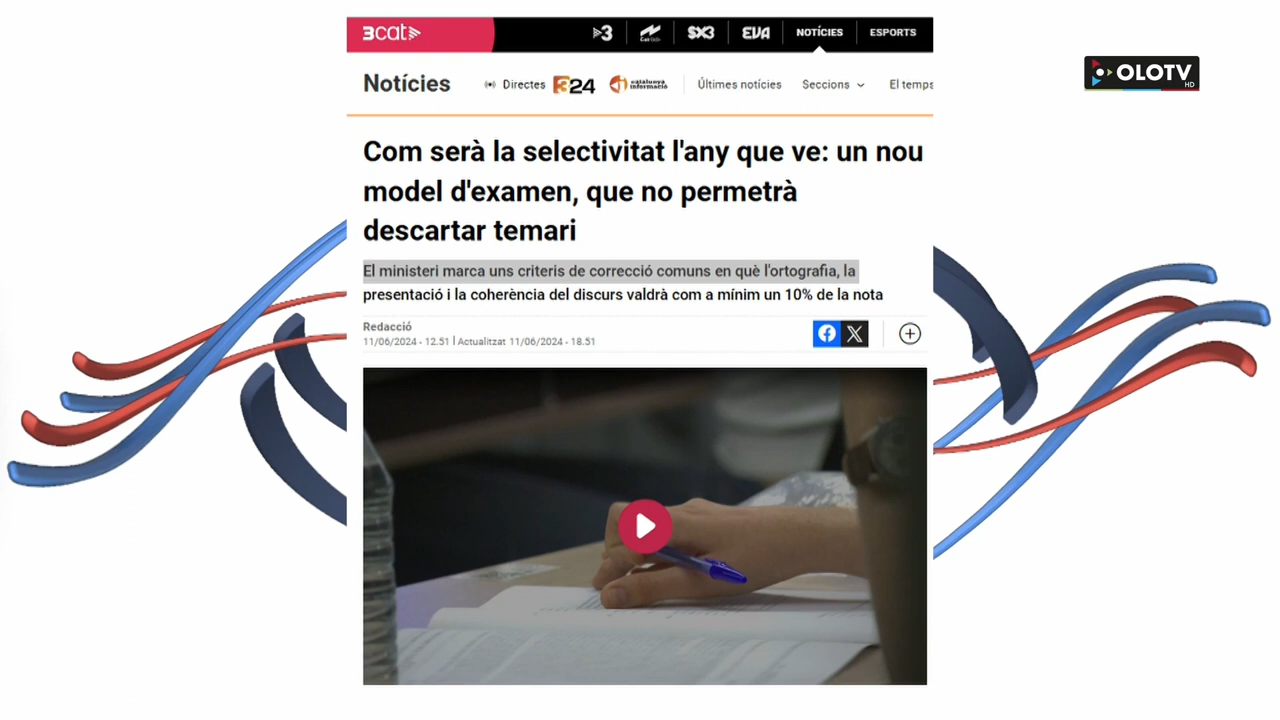 3cat
3
SX3
EVA
NOTÍCIES
ESPORTS
OLOTV
HD
Notícies
Directes
324
catalunya
informació
Últimes notícies
Seccions
El temps
Com serà la selectivitat l'any que ve: un nou
model d'examen, que no permetrà
descartar temari
El ministeri marca uns criteris de correcció comuns en què l'ortografia, la
presentació i la coherència del discurs valdrà com a mínim un 10% de la nota
Redacció
11/06/2024 - 12.51 | Actualitzat 11/06/2024 - 18.51